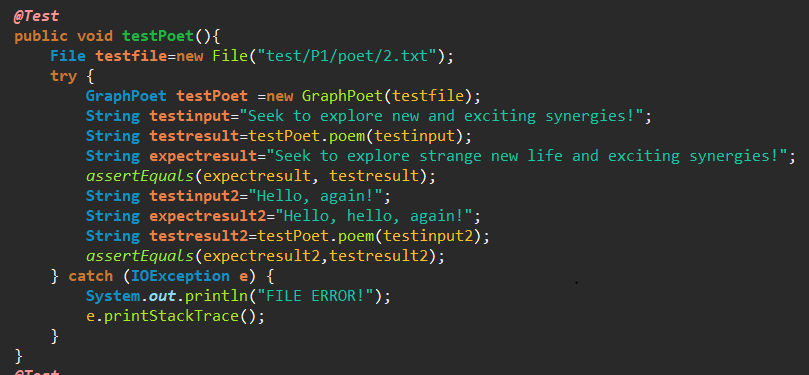 @Test
public void testPoet(){
    File testfile=new File("test/P1/poet/2.txt");
    try {
        GraphPoet testPoet =new GraphPoet(testfile);
        String testinput="Seek to explore new and exciting synergies!";
        String testresult=testPoet.poem(testinput);
        String expectresult="Seek to explore strange new life and exciting synergies!";
        assertEquals(expectresult, testresult);
        String testinput2="Hello, again!";
        String expectresult2="Hello, hello, again!";
        String testresult2=testPoet.poem(testinput2);
        assertEquals(expectresult2,testresult2);
    } catch (IOException e) {
        System.out.println("FILE ERROR!");
        e.printStackTrace();
    }
}
@Test